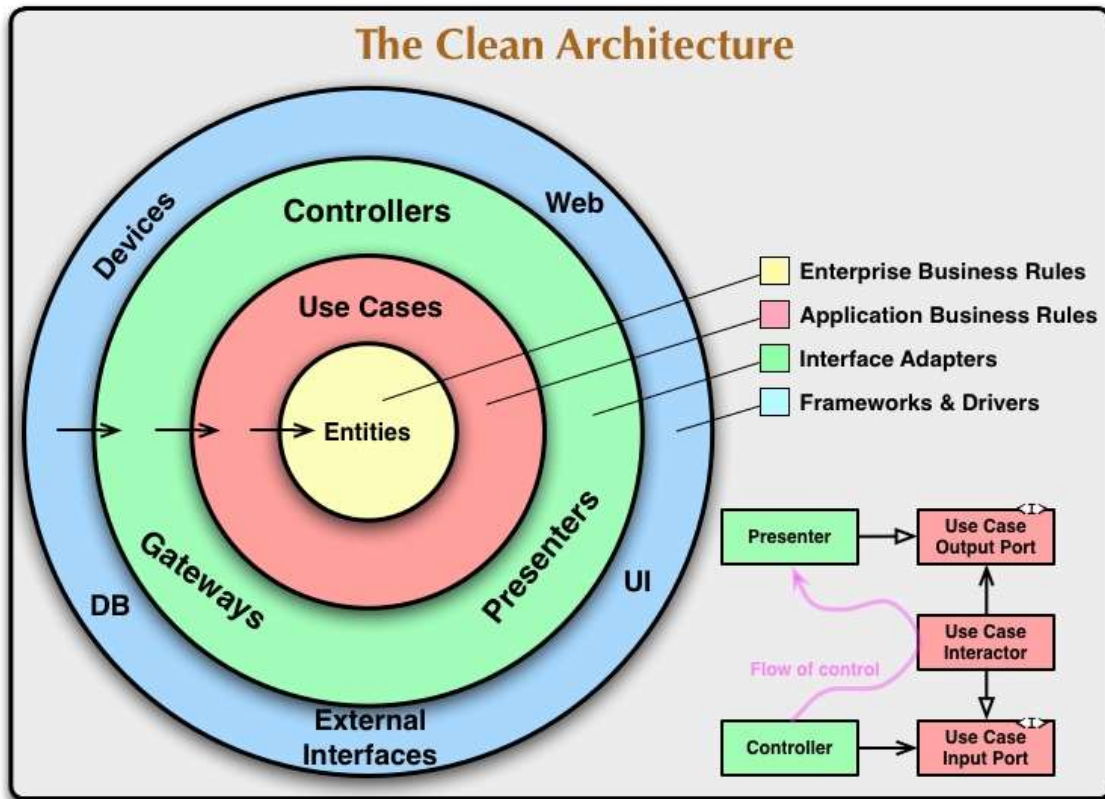 The Clean Architecture
Devices
Web
Controllers
Use Cases
Entities
Gateways
Presenters
DB
UI
External
Interfaces
Enterprise Business Rules
Application Business Rules
Interface Adapters
Frameworks & Drivers
Presenter
<I>
Use Case
Output Port
Use Case
Interactor
Flow of control
Controller
<I>
Use Case
Input Port